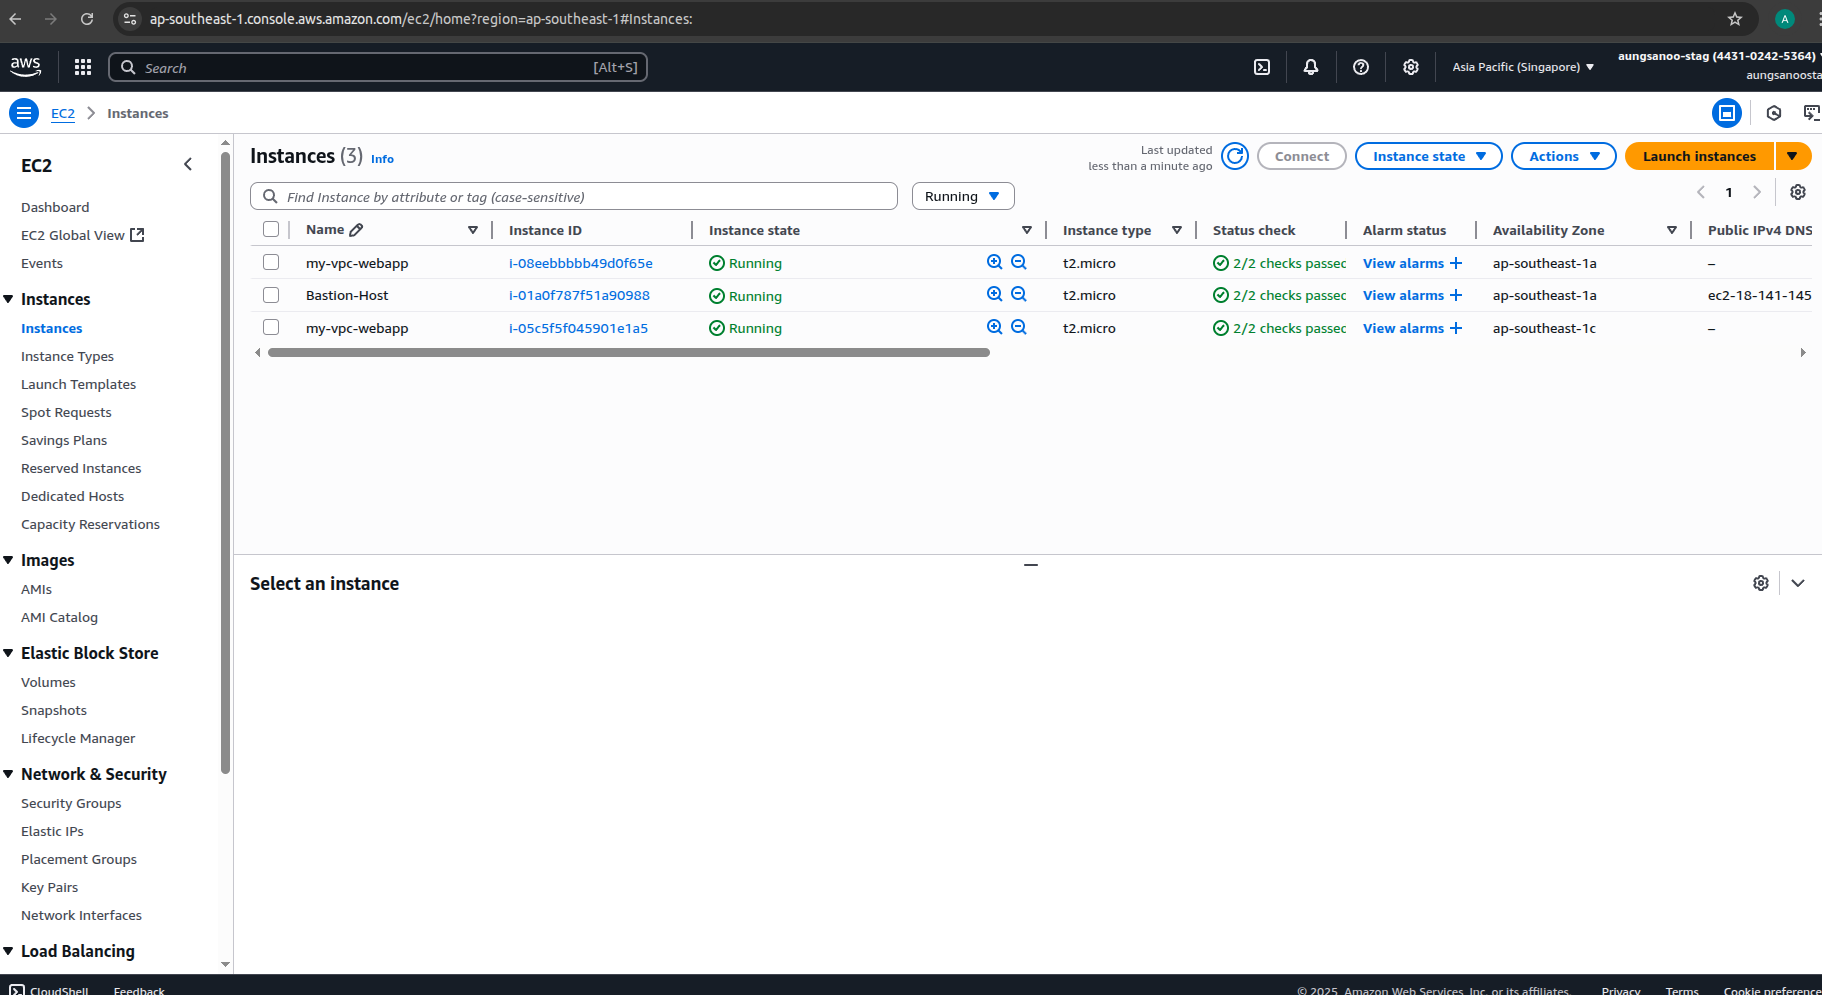 ap-southeast-1.console.aws.amazon.com/ec2/home?region=ap-southeast-1#Instances:
A
aws
Search [Alt+S]
Asia Pacific (Singapore)
aungsanoo-stag (4431-0242-5364)
aungsanoosta
EC2 Instances
EC2
Dashboard
EC2 Global View
Events
Instances
Instances
Instance Types
Launch Templates
Spot Requests
Savings Plans
Reserved Instances
Dedicated Hosts
Capacity Reservations
Images
AMIs
AMI Catalog
Elastic Block Store
Volumes
Snapshots
Lifecycle Manager
Network & Security
Security Groups
Elastic IPs
Placement Groups
Key Pairs
Network Interfaces
Load Balancing
Instances (3) Info
Last updated
less than a minute ago
Connect Instance state Actions Launch instances
Find Instance by attribute or tag (case-sensitive) Running
1
Name Instance ID Instance state Instance type Status check Alarm status Availability Zone Public IPv4 DNS
my-vpc-webapp i-08eebbbbb49d0f65e Running t2.micro 2/2 checks passec View alarms + ap-southeast-1a –
Bastion-Host i-01a0f787f51a90988 Running t2.micro 2/2 checks passec View alarms + ap-southeast-1a ec2-18-141-145
my-vpc-webapp i-05c5f5f045901e1a5 Running t2.micro 2/2 checks passec View alarms + ap-southeast-1c –
Select an instance
CloudShell Feedback
© 2025, Amazon Web Services, Inc. or its affiliates. Privacy Terms Cookie preference